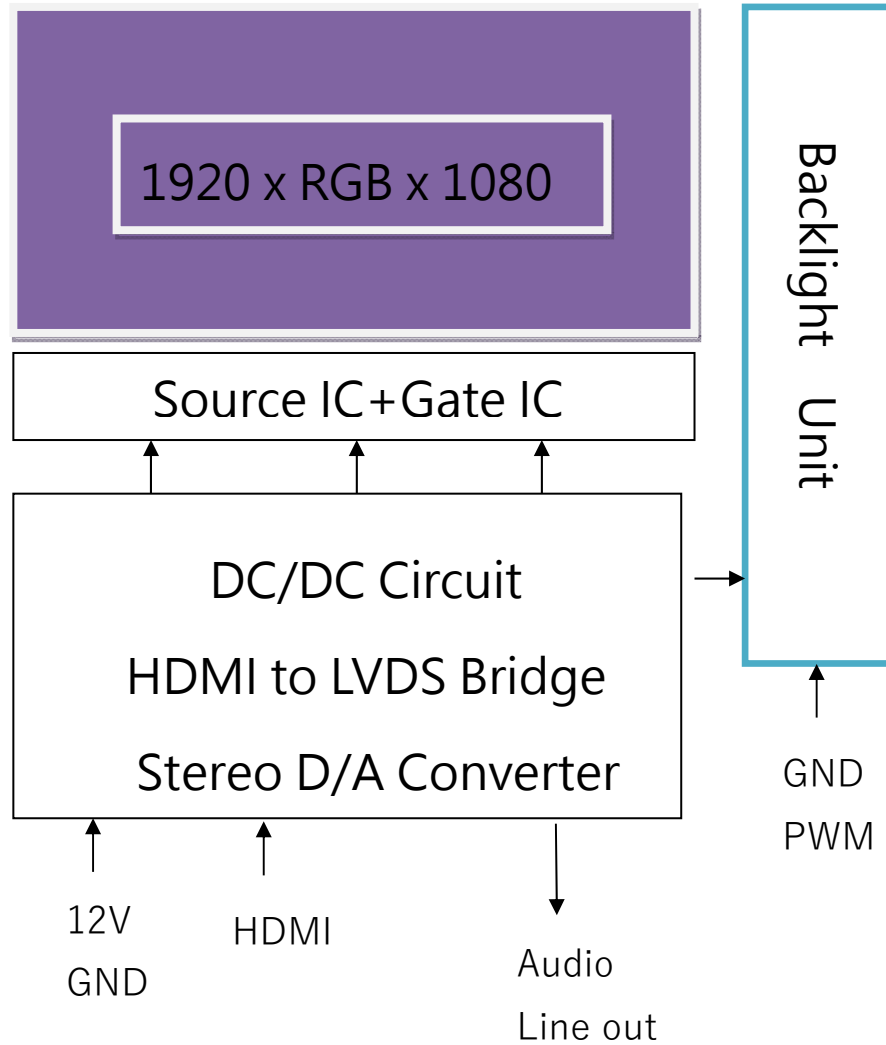 1920 x RGB x 1080
Source IC+Gate IC
DC/DC Circuit
HDMI to LVDS Bridge
Stereo D/A Converter
Backlight Unit
12V
GND
HDMI
Audio
Line out
GND
PWM